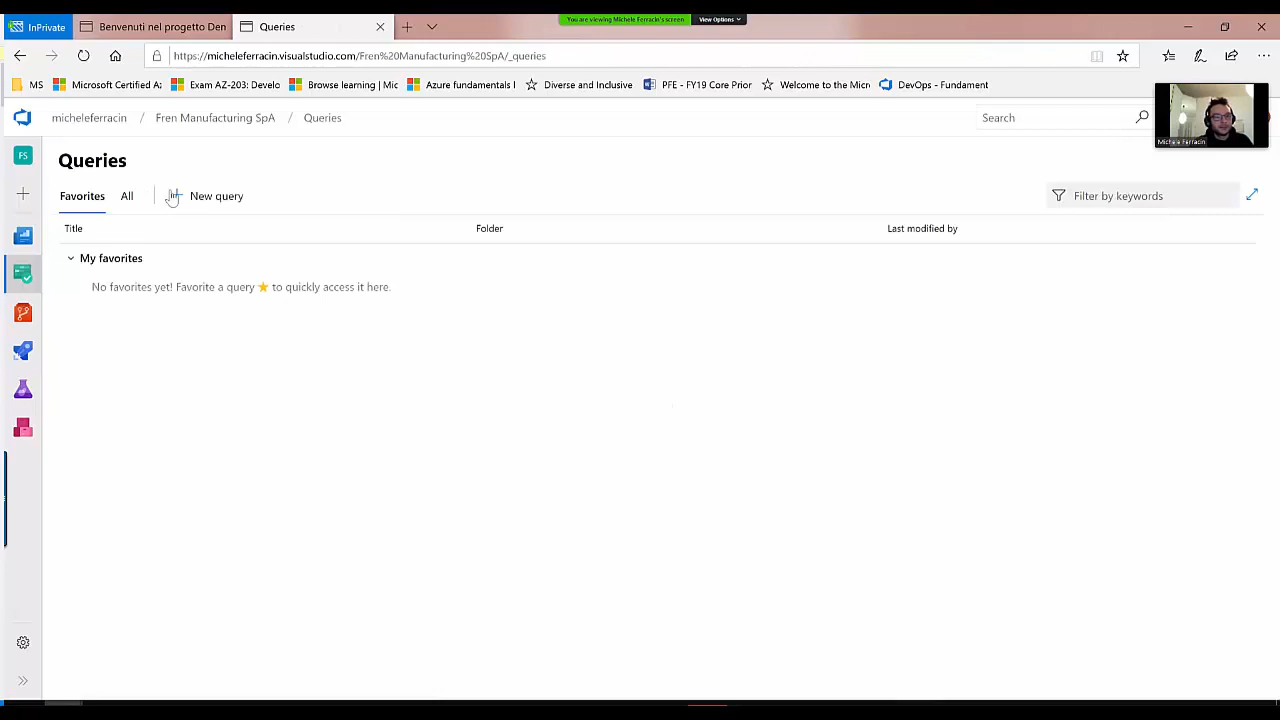 InPrivate
Benvenuti nel progetto Den
Queries
You are viewing Michele Ferracin's screen
View Options
https://micheleferracin.visualstudio.com/Fren%20Manufacturing%20SpA/_queries
MS
Microsoft Certified Az
Exam AZ-203: Develo
Browse learning | Mic
Azure fundamentals l
Diverse and Inclusive
PFE - FY19 Core Prior
Welcome to the Micr
DevOps - Fundament
micheleferracin / Fren Manufacturing SpA / Queries
Search
Michele Ferracin
FS
Queries
Favorites
All
New query
Filter by keywords
Title
Folder
Last modified by
My favorites
No favorites yet! Favorite a query ⭐ to quickly access it here.